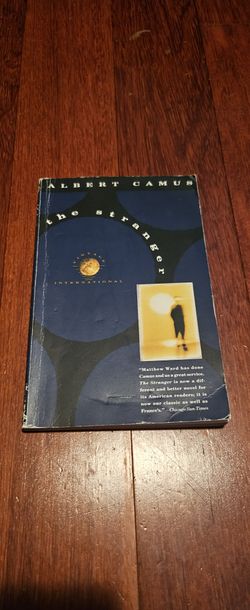 ALBERT CAMUS
the stranger
VINTAGE
INTERNATIONAL
"Matthew Ward has done
Camus and us a great service.
The Stranger is now a dif-
ferent and better novel for
its American readers; it is
now our classic as well as
France's." –Chicago Sun-Times